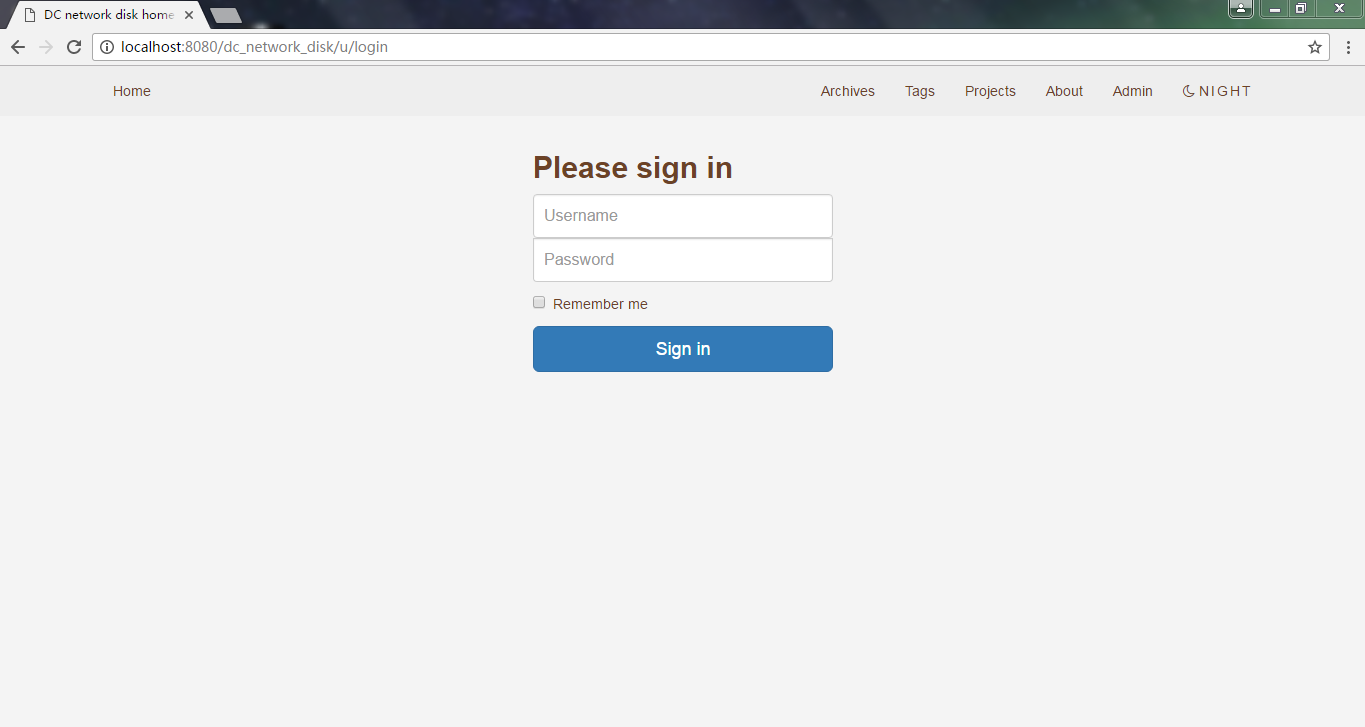 DC network disk home
localhost:8080/dc_network_disk/u/login
Home Archives Tags Projects About Admin NIGHT
Please sign in
Username
Password
Remember me
Sign in